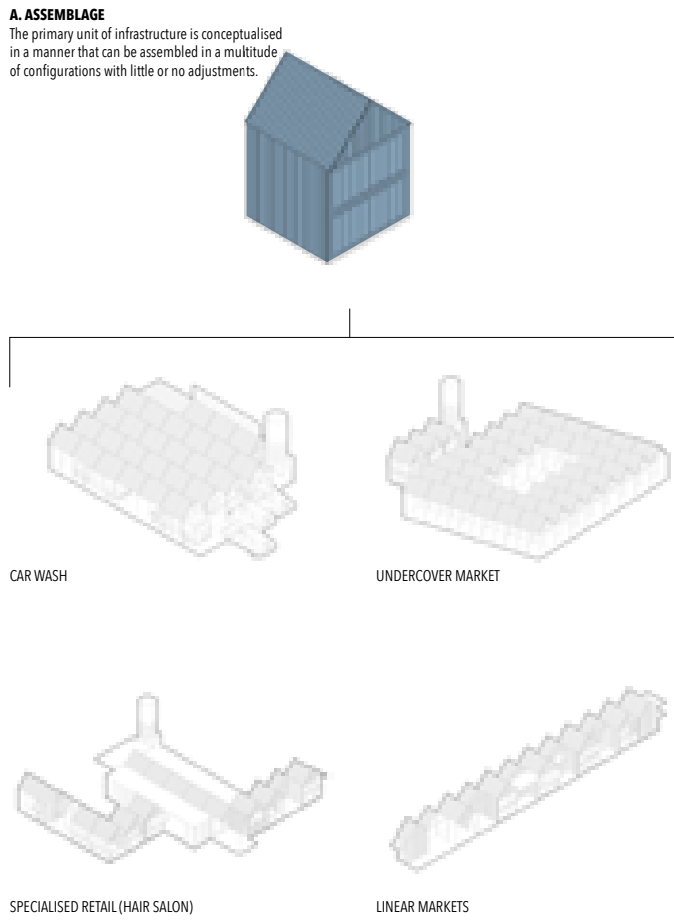 A. ASSEMBLAGE
The primary unit of infrastructure is conceptualised
in a manner that can be assembled in a multitude
of configurations with little or no adjustments.
CAR WASH
UNDERCOVER MARKET
SPECIALISED RETAIL (HAIR SALON)
LINEAR MARKETS